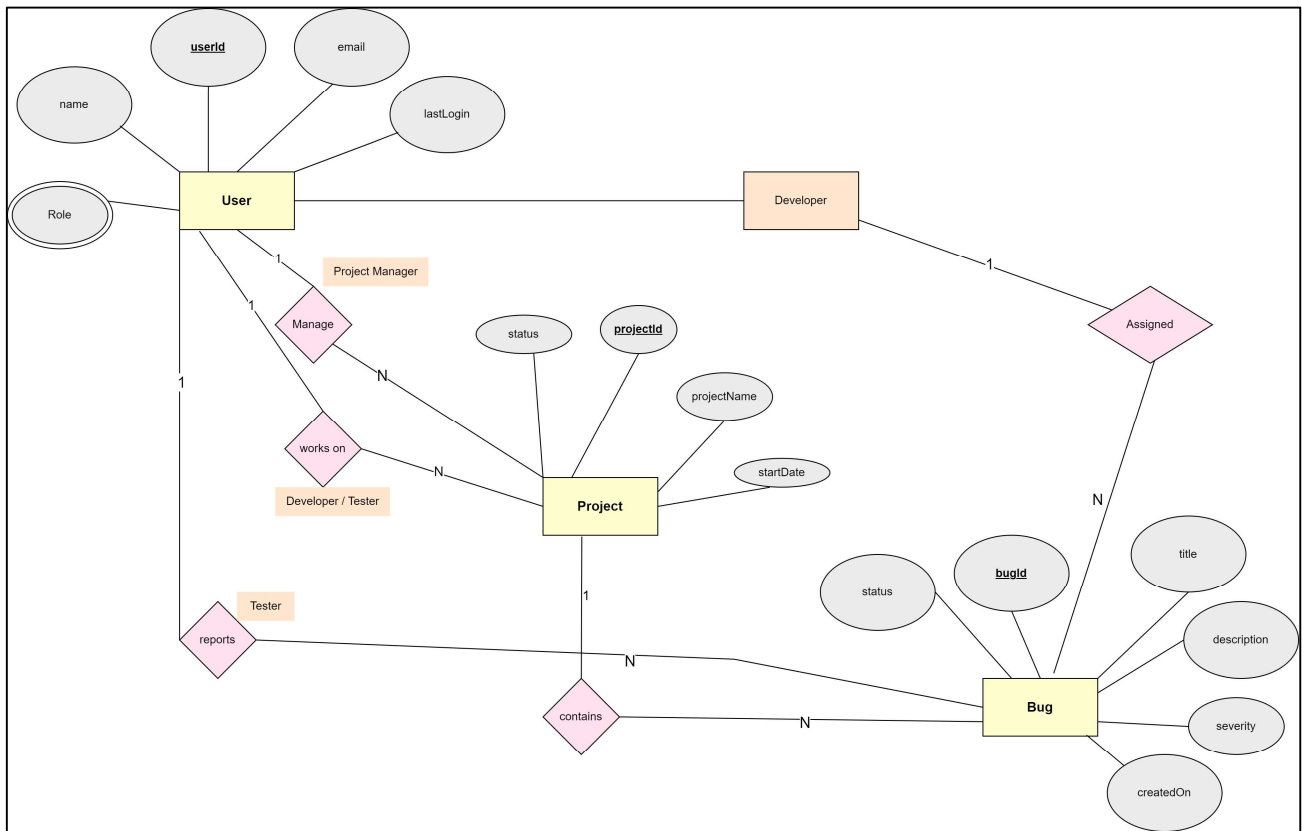 userId
email
name
lastLogin
Role
User
Developer
1
Project Manager
1
1
Manage
Assigned
status
projectId
1
N
projectName
works on
N
startDate
Developer / Tester
Project
N
title
status
bugId
1
Tester
reports
description
N
Bug
contains
N
severity
createdOn